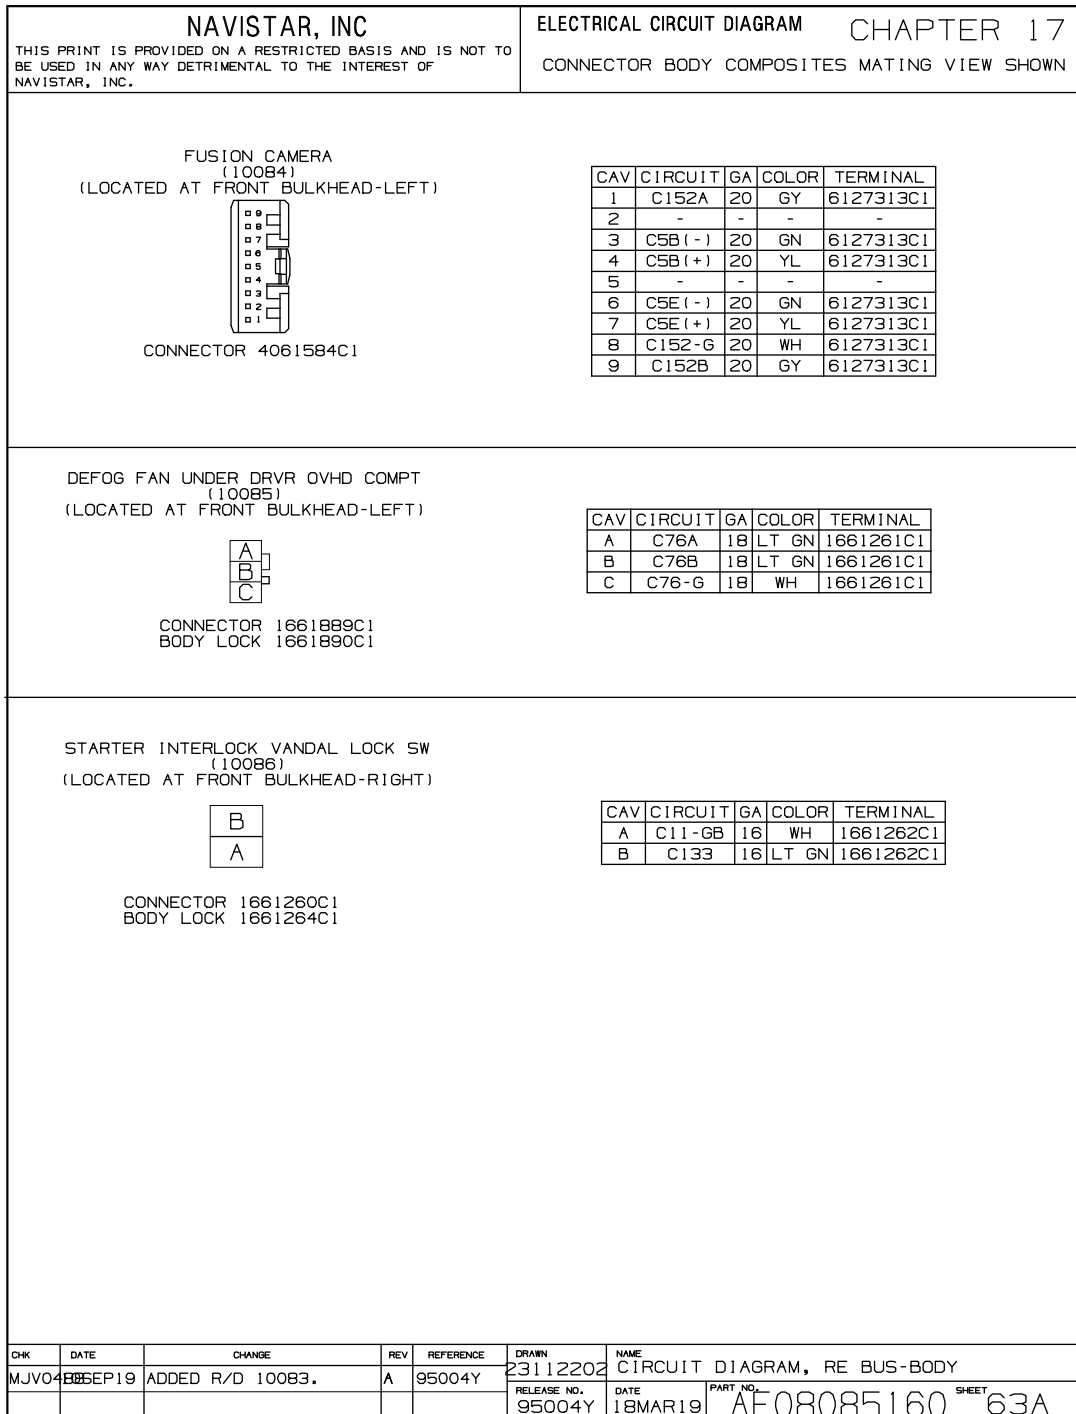 NAVISTAR, INC
THIS PRINT IS PROVIDED ON A RESTRICTED BASIS AND IS NOT TO
BE USED IN ANY WAY DETRIMENTAL TO THE INTEREST OF
NAVISTAR, INC.
ELECTRICAL CIRCUIT DIAGRAM CHAPTER 17
CONNECTOR BODY COMPOSITES MATING VIEW SHOWN
FUSION CAMERA
(10084)
(LOCATED AT FRONT BULKHEAD-LEFT)
9
8
7
6
5
4
3
2
1
CONNECTOR 4061584C1
CAV CIRCUIT GA COLOR TERMINAL
1 C152A 20 GY 6127313C1
2 - - - -
3 C5B(-) 20 GN 6127313C1
4 C5B(+) 20 YL 6127313C1
5 - - - -
6 C5E(-) 20 GN 6127313C1
7 C5E(+) 20 YL 6127313C1
8 C152-G 20 WH 6127313C1
9 C152B 20 GY 6127313C1
DEFOG FAN UNDER DRVR OVHD COMPT
(10085)
(LOCATED AT FRONT BULKHEAD-LEFT)
A
B
C
CONNECTOR 1661889C1
BODY LOCK 1661890C1
CAV CIRCUIT GA COLOR TERMINAL
A C76A 18 LT GN 1661261C1
B C76B 18 LT GN 1661261C1
C C76-G 18 WH 1661261C1
STARTER INTERLOCK VANDAL LOCK SW
(10086)
(LOCATED AT FRONT BULKHEAD-RIGHT)
B
A
CONNECTOR 1661260C1
BODY LOCK 1661264C1
CAV CIRCUIT GA COLOR TERMINAL
A C11-GB 16 WH 1661262C1
B C133 16 LT GN 1661262C1
CHK DATE CHANGE REV REFERENCE
ADDED R/D 10083. A 95004Y
DRAWN
23112202
NAME
CIRCUIT DIAGRAM, RE BUS-BODY
RELEASE NO.
95004Y
DATE
18MAR19
PART NO.
AF08085160
SHEET
63A